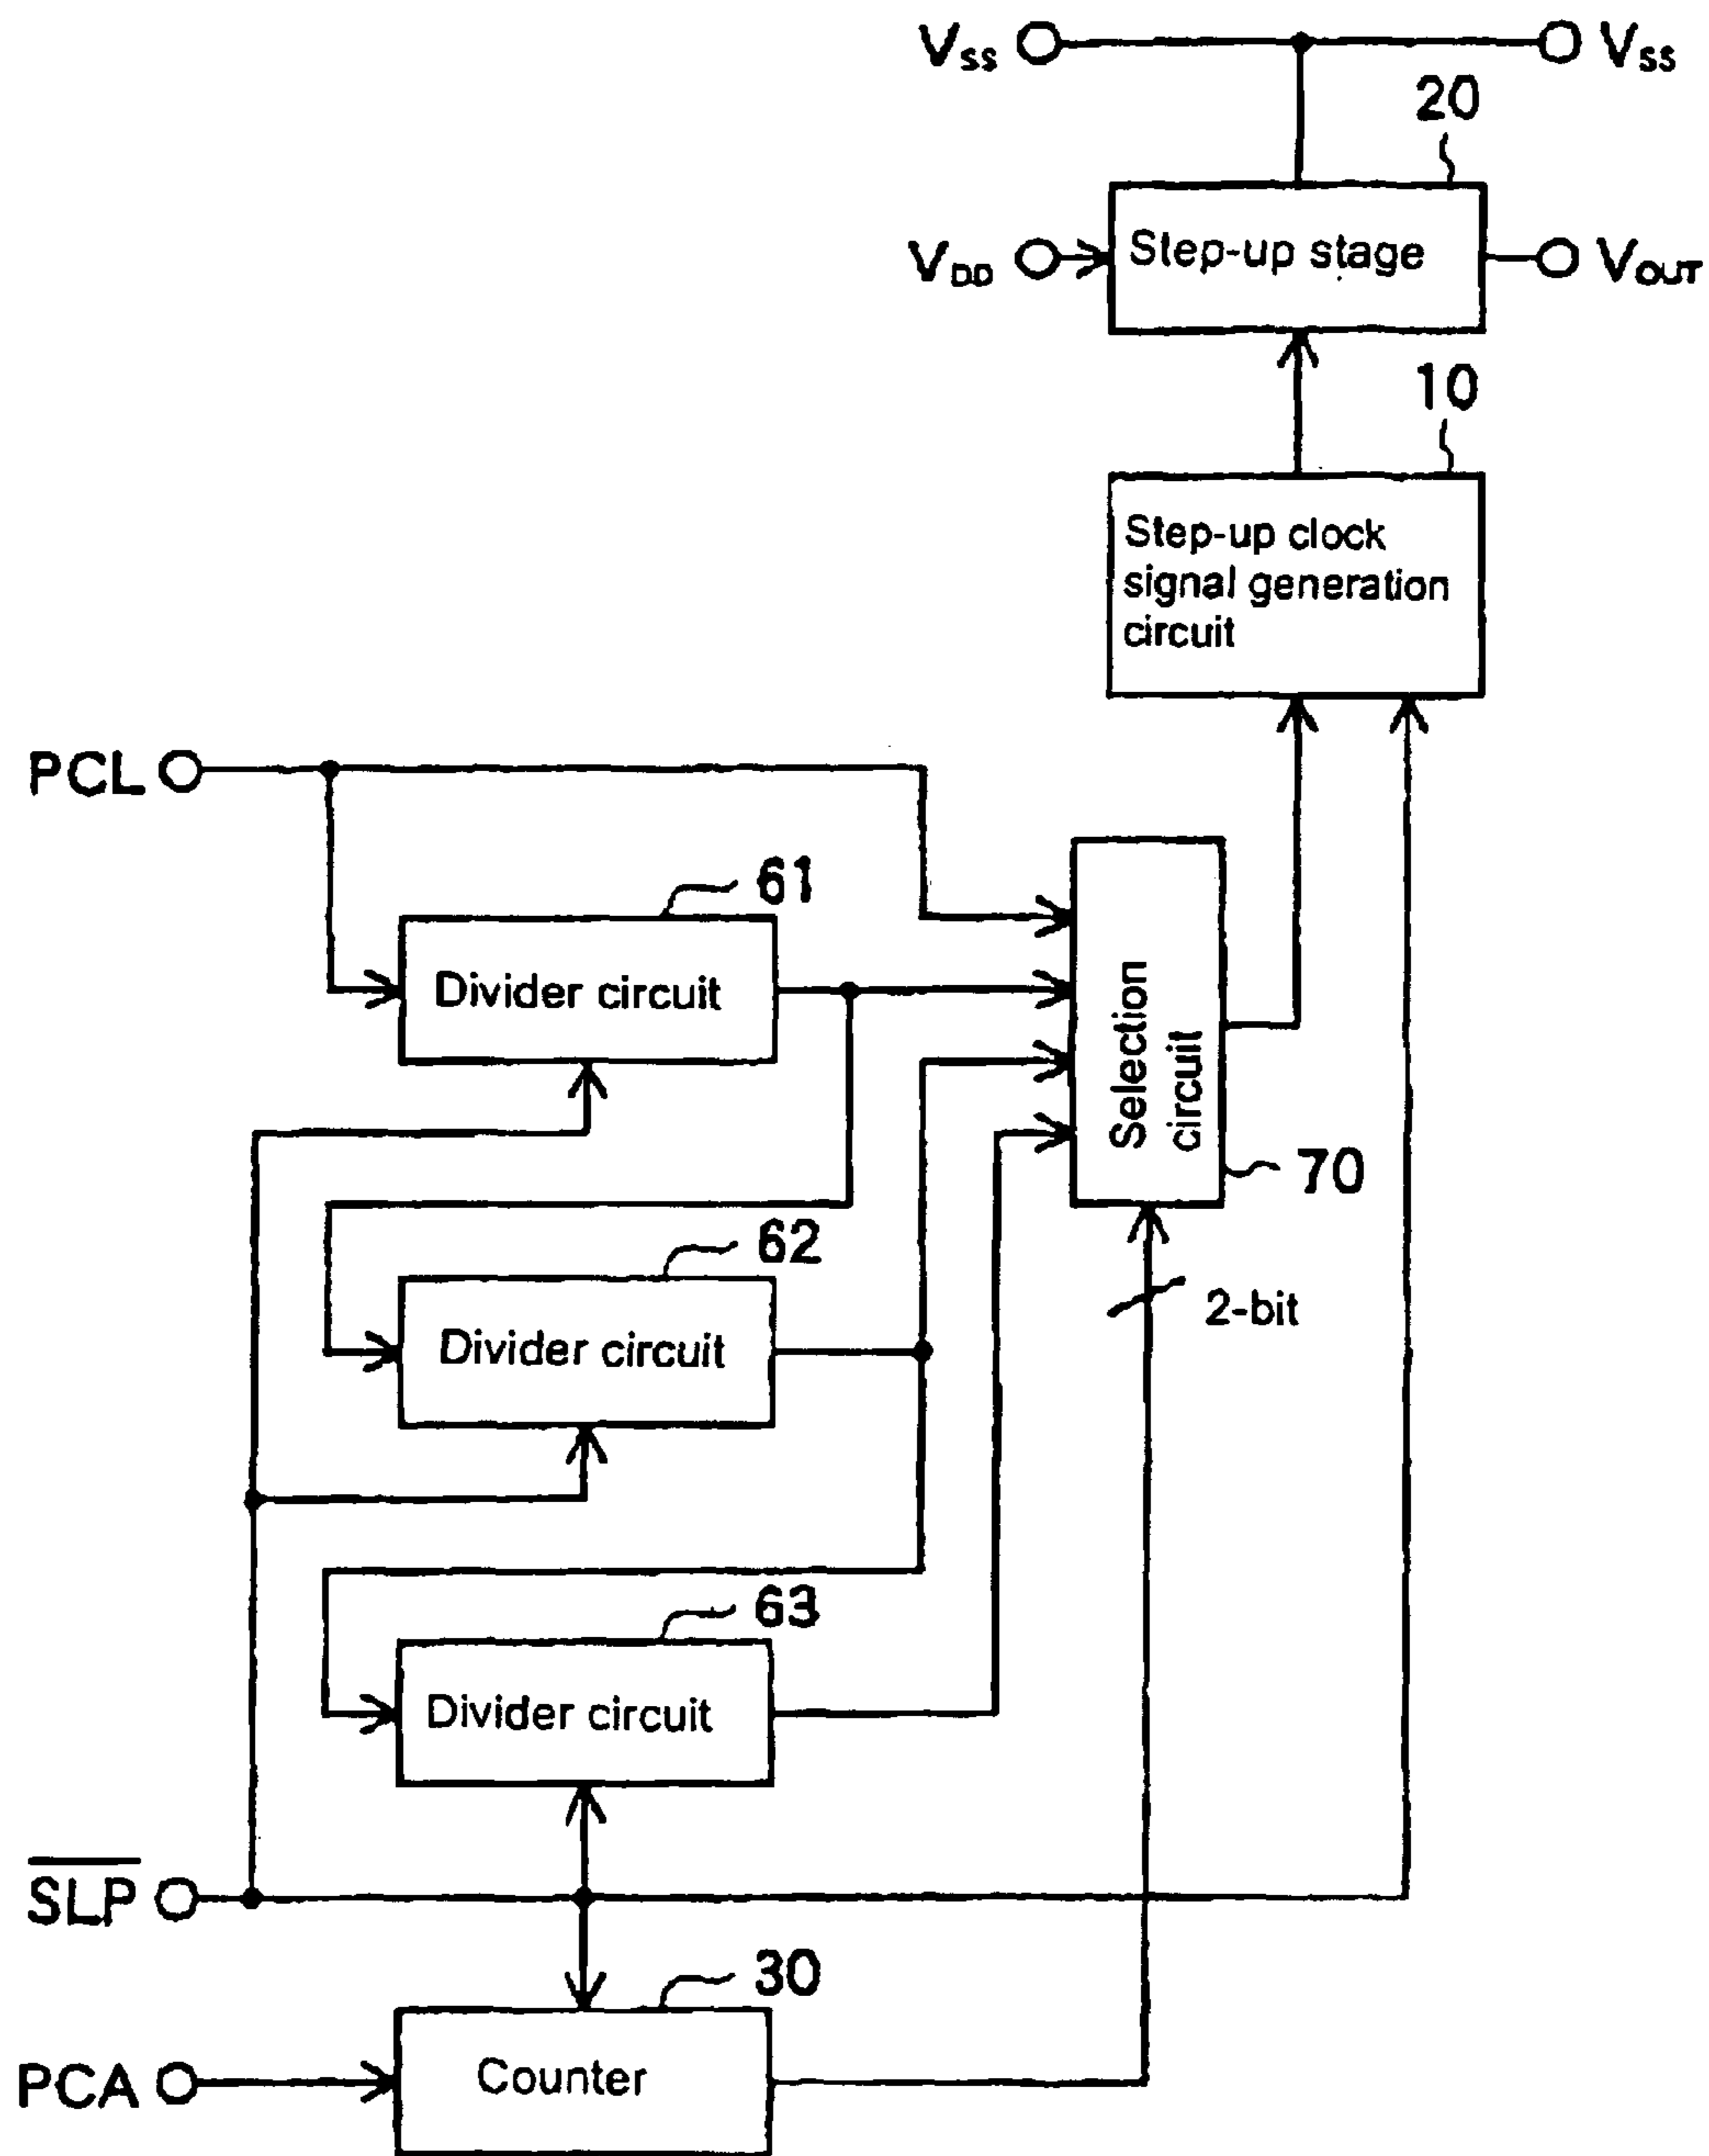 VSS VSS
20
VDD Step-up stage VOUT
10
Step-up clock
signal generation
circuit
PCL
61
Divider circuit
Selection
circuit
70
62
2-bit
Divider circuit
63
Divider circuit
S̅L̅P̅
30
PCA Counter